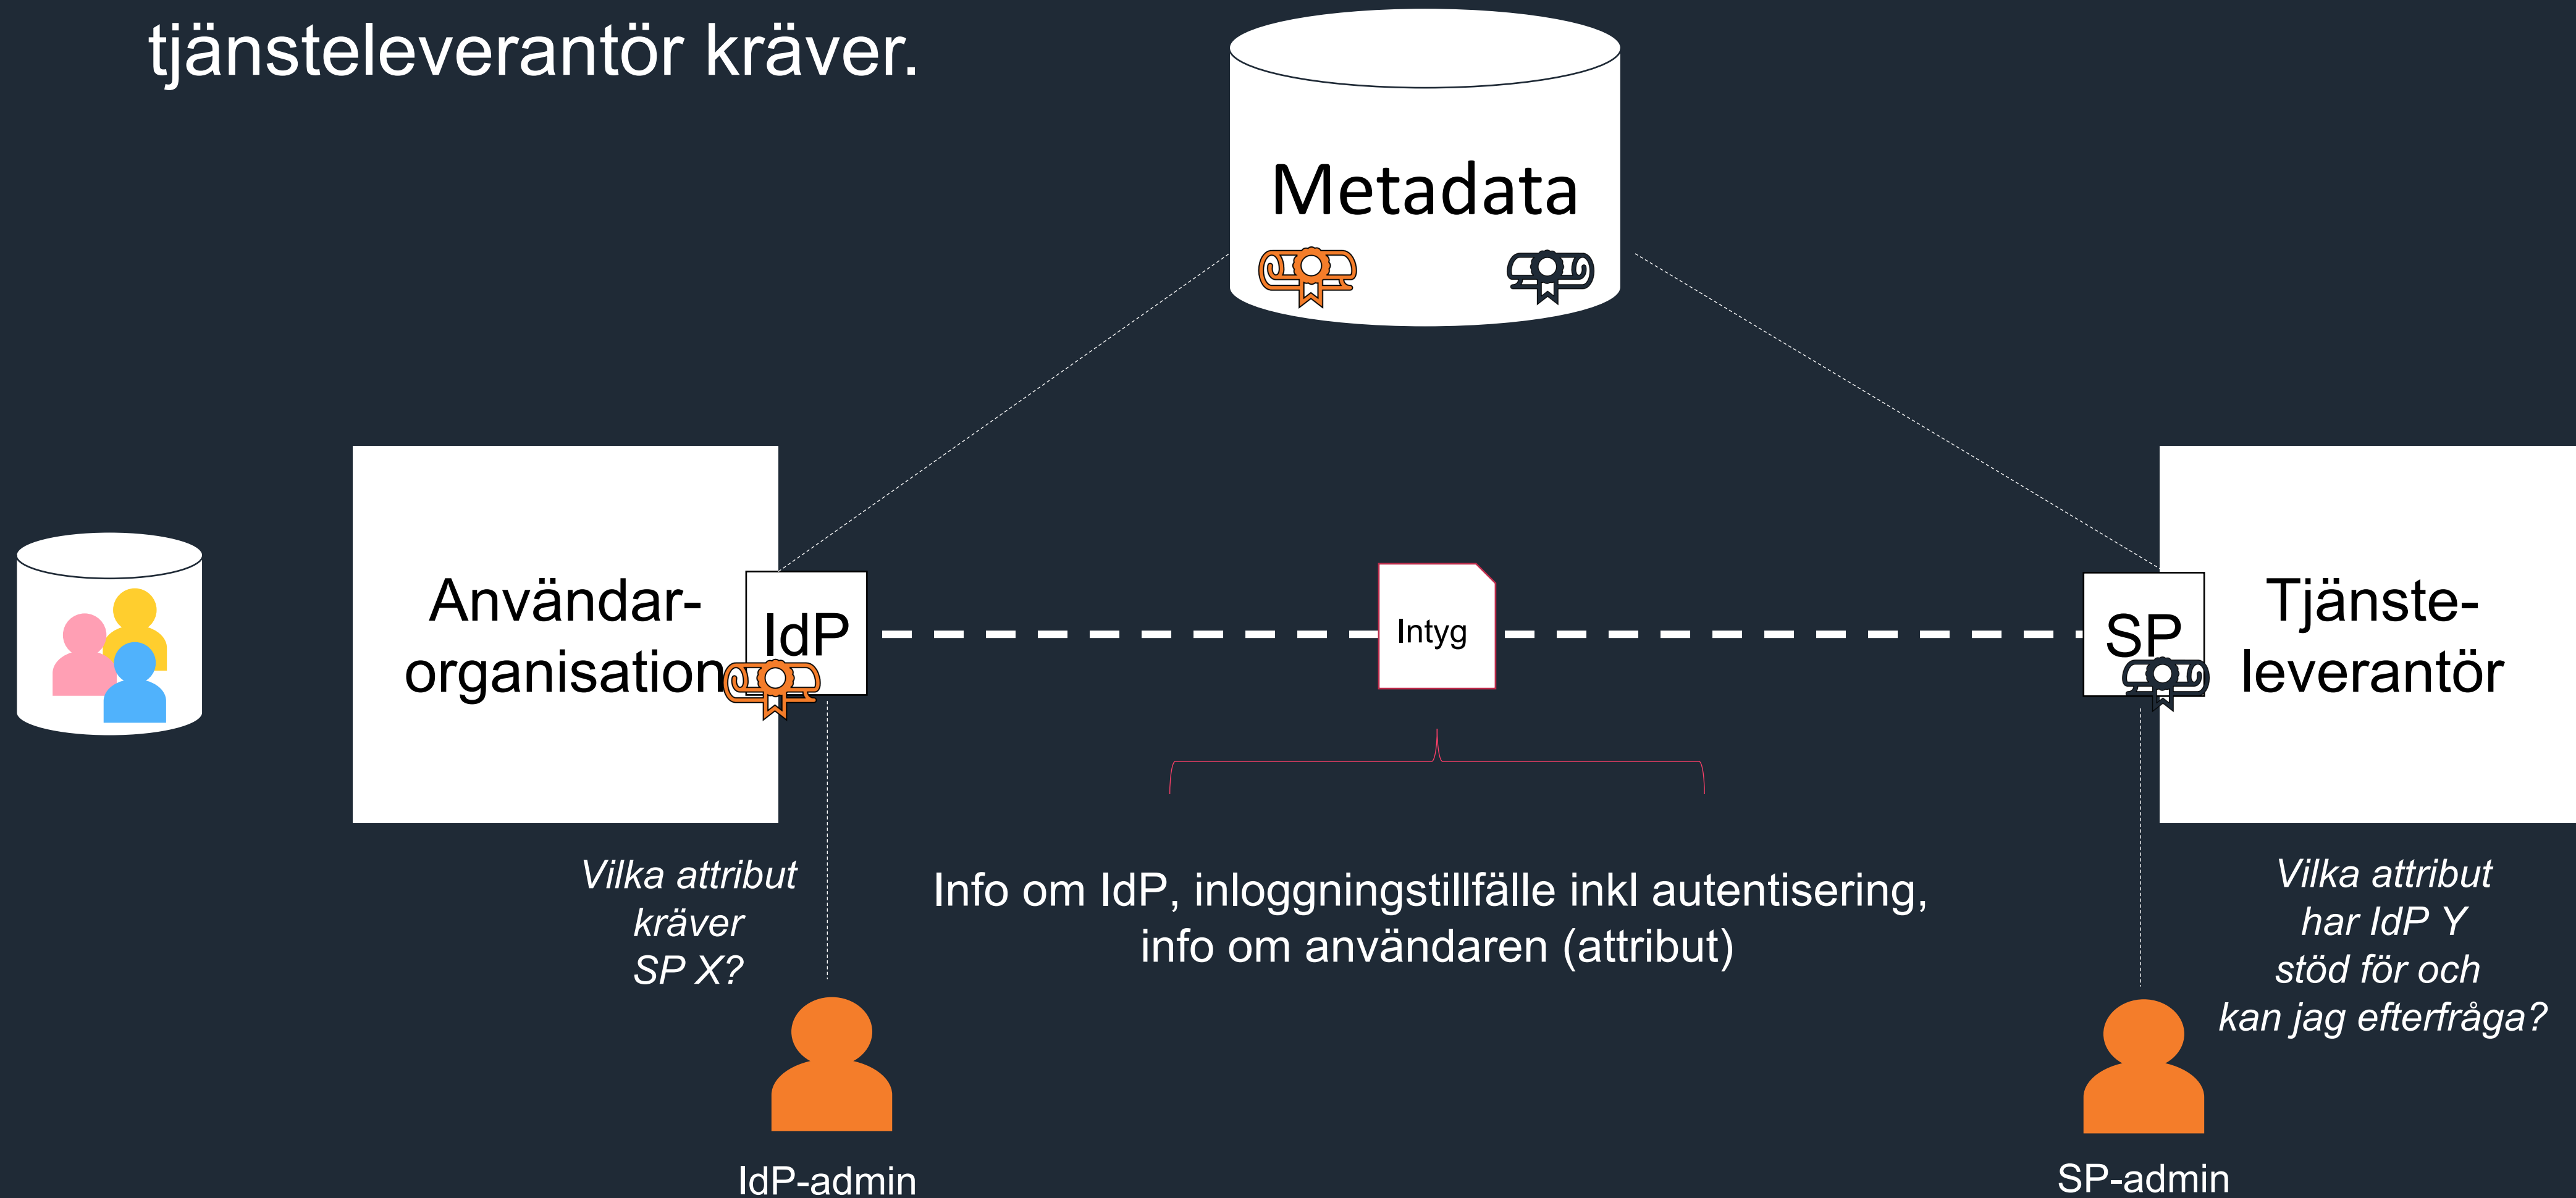 tjänsteleverantör kräver.
Metadata
Användar-
organisation
IdP
Intyg
SP
Tjänste-
leverantör
Vilka attribut
kräver
SP X?
Info om IdP, inloggningstillfälle inkl autentisering,
info om användaren (attribut)
Vilka attribut
har IdP Y
stöd för och
kan jag efterfråga?
IdP-admin
SP-admin